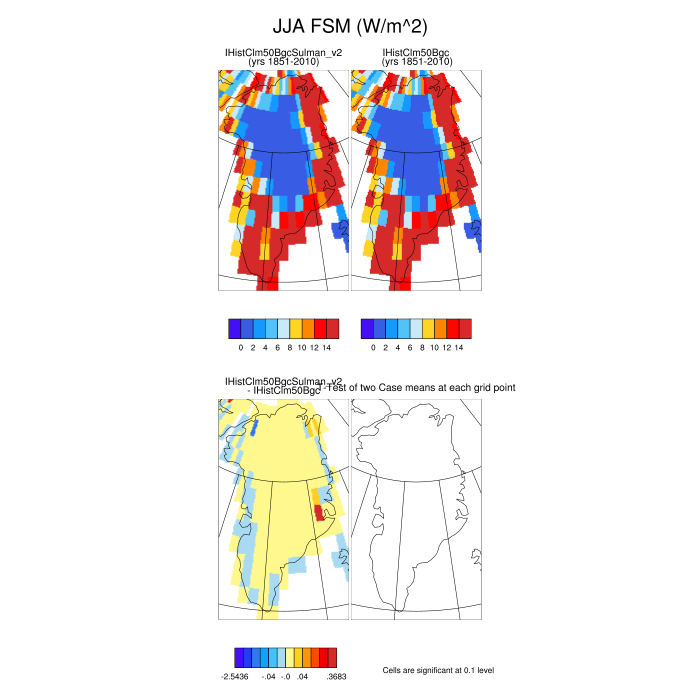 JJA FSM (W/m^2)
IHistClm50BgcSulman_v2
(yrs 1851-2010)
IHistClm50Bgc
(yrs 1851-2010)
0 2 4 6 8 10 12 14
0 2 4 6 8 10 12 14
IHistClm50BgcSulman_v2
- IHistClm50Bgc
T-Test of two Case means at each grid point
-2.5436 -.04 -.0 .04 .3683
Cells are significant at 0.1 level